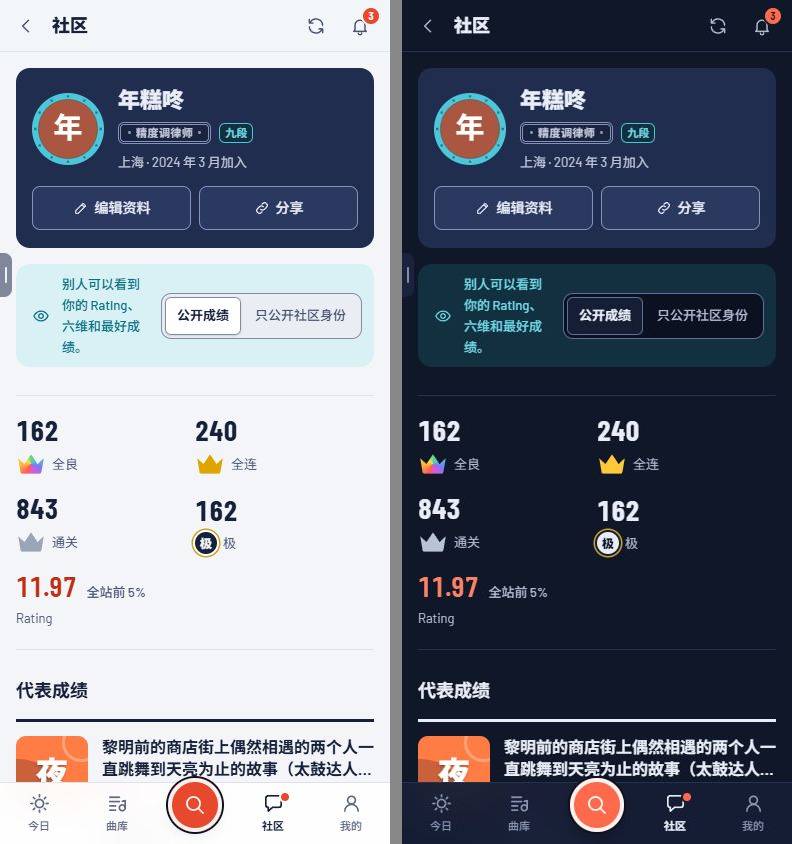 社区
3
年
年糕咚
精度调律师
九段
上海 · 2024 年 3 月加入
编辑资料
分享
别人可以看到
你的 Rating、
六维和最好成
绩。
公开成绩
只公开社区身份
162
全良
240
全连
843
通关
162
极
极
11.97
全站前 5%
Rating
代表成绩
夜
黎明前的商店街上偶然相遇的两个人一
直跳舞到天亮为止的故事（太鼓达人...
今日
曲库
社区
我的
社区
3
年
年糕咚
精度调律师
九段
上海 · 2024 年 3 月加入
编辑资料
分享
别人可以看到
你的 Rating、
六维和最好成
绩。
公开成绩
只公开社区身份
162
全良
240
全连
843
通关
162
极
极
11.97
全站前 5%
Rating
代表成绩
夜
黎明前的商店街上偶然相遇的两个人一
直跳舞到天亮为止的故事（太鼓达人...
今日
曲库
社区
我的